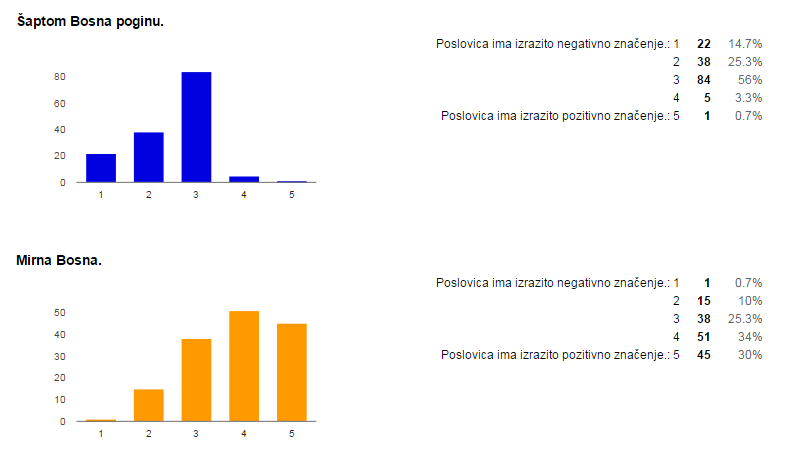 Šaptom Bosna poginu.
Poslovica ima izrazito negativno značenje.: 1 22 14.7%
2 38 25.3%
3 84 56%
4 5 3.3%
Poslovica ima izrazito pozitivno značenje.: 5 1 0.7%
80
60
40
20
0
1 2 3 4 5
Mirna Bosna.
Poslovica ima izrazito negativno značenje.: 1 1 0.7%
2 15 10%
3 38 25.3%
4 51 34%
Poslovica ima izrazito pozitivno značenje.: 5 45 30%
50
40
30
20
10
0
1 2 3 4 5